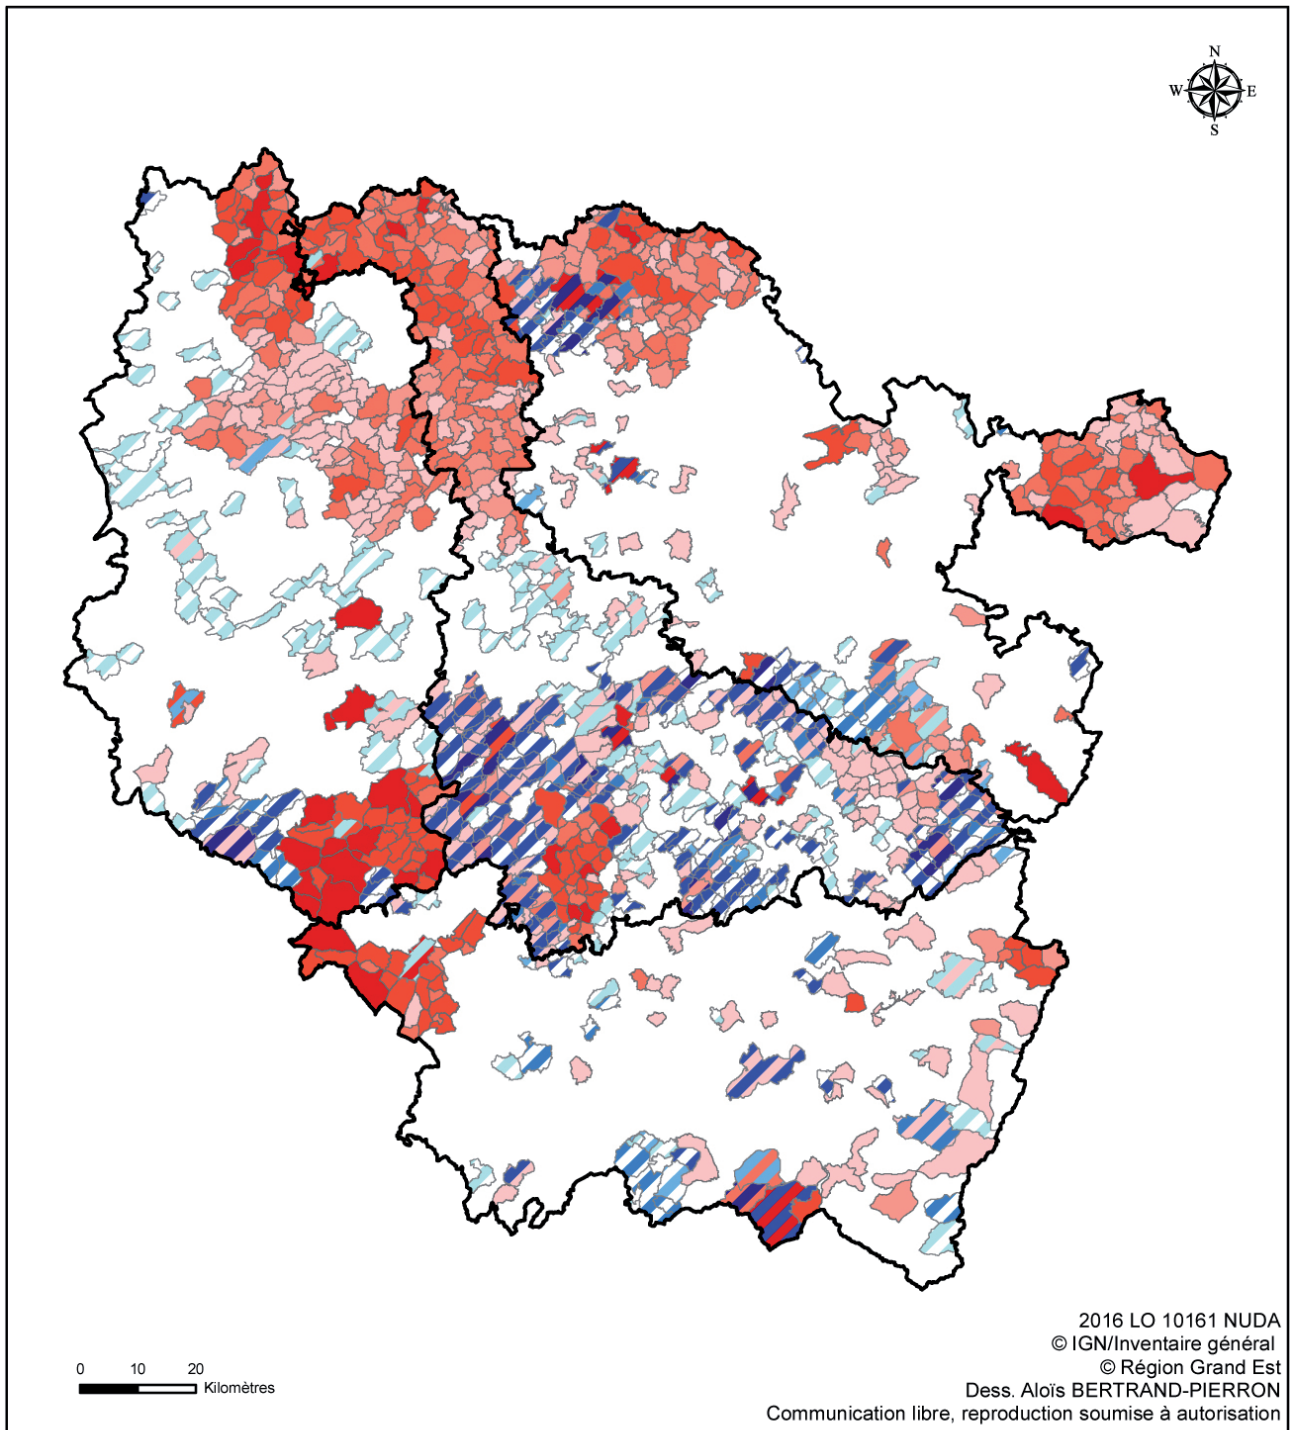 N
W E
S
0 10 20
Kilomètres
2016 LO 10161 NUDA
© IGN/Inventaire général
© Région Grand Est
Dess. Aloïs BERTRAND-PIERRON
Communication libre, reproduction soumise à autorisation